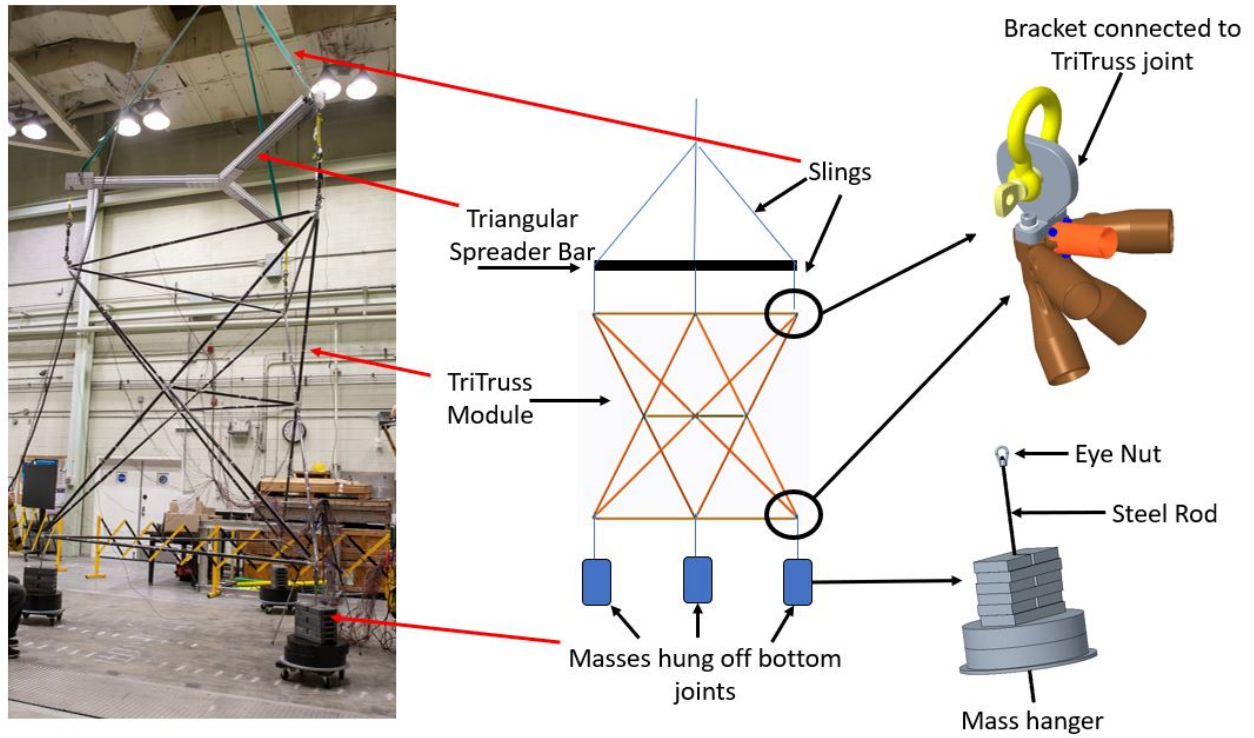 Bracket connected to
TriTruss joint
Slings
Triangular
Spreader Bar
TriTruss
Module
Eye Nut
Steel Rod
Masses hung off bottom
joints
Mass hanger